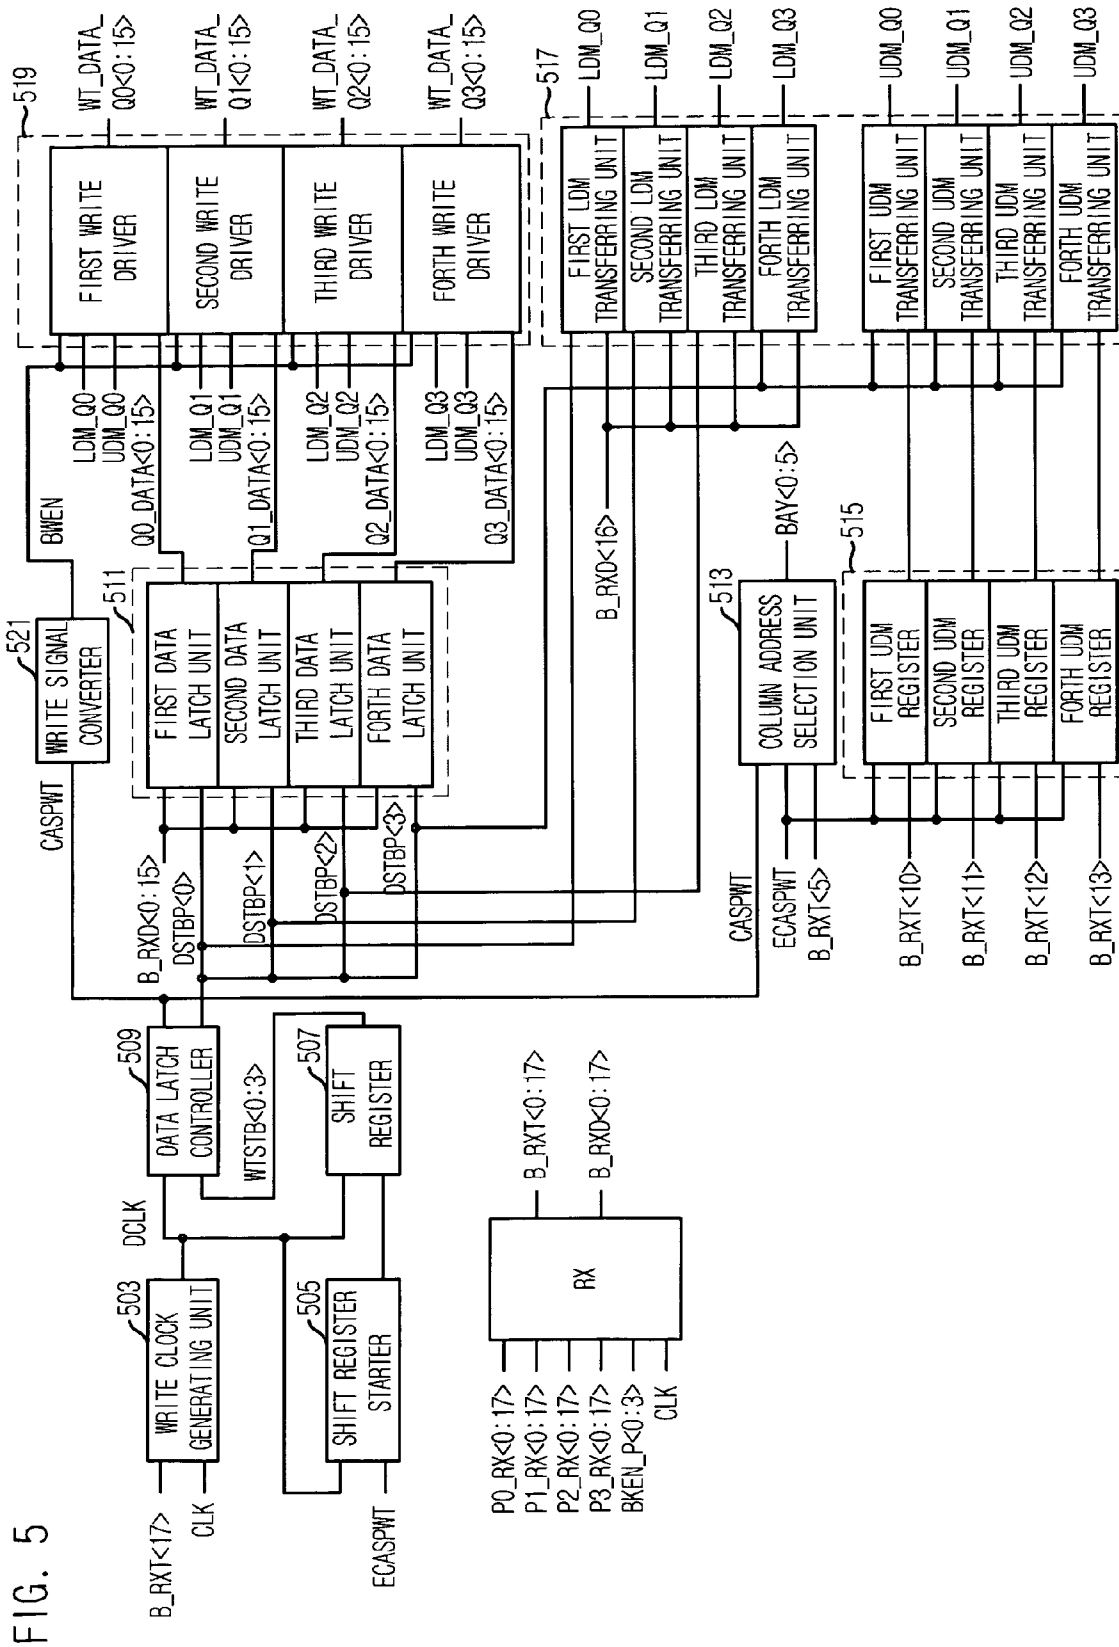 FIG. 5
B_RXT<17>
CLK
503
WRITE CLOCK
GENERATING UNIT
DCLK
ECASPWT
505
SHIFT REGISTER
STARTER
509
DATA LATCH
CONTROLLER
WTSTB<0:3>
507
SHIFT
REGISTER
P0_RX<0:17>
P1_RX<0:17>
P2_RX<0:17>
P3_RX<0:17>
BKEN_P<0:3>
CLK
RX
B_RXT<0:17>
B_RXD<0:17>
CASPWT
521
WRITE SIGNAL
CONVERTER
BWEN
B_RXD<0:15>
DSTBP<0>
DSTBP<1>
DSTBP<2>
DSTBP<3>
511
FIRST DATA
LATCH UNIT
SECOND DATA
LATCH UNIT
THIRD DATA
LATCH UNIT
FORTH DATA
LATCH UNIT
LDM_Q0
UDM_Q0
Q0_DATA<0:15>
LDM_Q1
UDM_Q1
Q1_DATA<0:15>
LDM_Q2
UDM_Q2
Q2_DATA<0:15>
LDM_Q3
UDM_Q3
Q3_DATA<0:15>
519
FIRST WRITE
DRIVER
SECOND WRITE
DRIVER
THIRD WRITE
DRIVER
FORTH WRITE
DRIVER
WT_DATA_
Q0<0:15>
WT_DATA_
Q1<0:15>
WT_DATA_
Q2<0:15>
WT_DATA_
Q3<0:15>
CASPWT
ECASPWT
B_RXT<5>
513
COLUMN ADDRESS
SELECTION UNIT
BAY<0:5>
B_RXD<16>
B_RXT<10>
B_RXT<11>
B_RXT<12>
B_RXT<13>
515
FIRST UDM
REGISTER
SECOND UDM
REGISTER
THIRD UDM
REGISTER
FORTH UDM
REGISTER
517
FIRST LDM
TRANSFERRING UNIT
SECOND LDM
TRANSFERRING UNIT
THIRD LDM
TRANSFERRING UNIT
FORTH LDM
TRANSFERRING UNIT
LDM_Q0
LDM_Q1
LDM_Q2
LDM_Q3
FIRST UDM
TRANSFERRING UNIT
SECOND UDM
TRANSFERRING UNIT
THIRD UDM
TRANSFERRING UNIT
FORTH UDM
TRANSFERRING UNIT
UDM_Q0
UDM_Q1
UDM_Q2
UDM_Q3